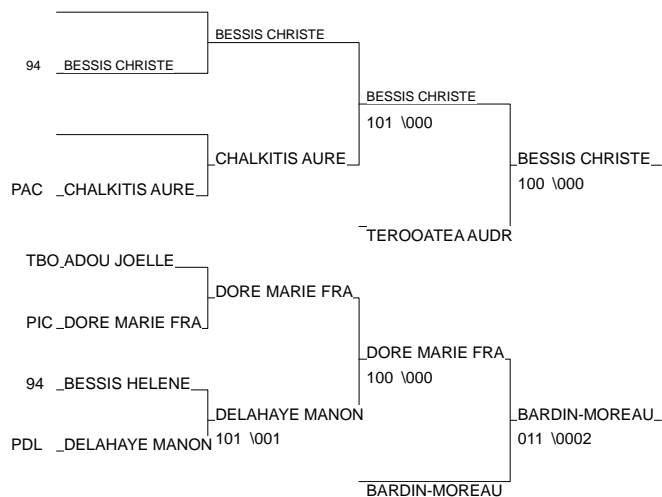 BESSIS CHRISTE
94 BESSIS CHRISTE
BESSIS CHRISTE
101 \000
CHALKITIS AURE
BESSIS CHRISTE
100 \000
PAC CHALKITIS AURE
TEROOATEA AUDR
TBO ADOU JOELLE
DORE MARIE FRA
PIC DORE MARIE FRA
DORE MARIE FRA
100 \000
94 BESSIS HELENE
DELAHAYE MANON
101 \001
BARDIN-MOREAU
011 \0002
PDL DELAHAYE MANON
BARDIN-MOREAU